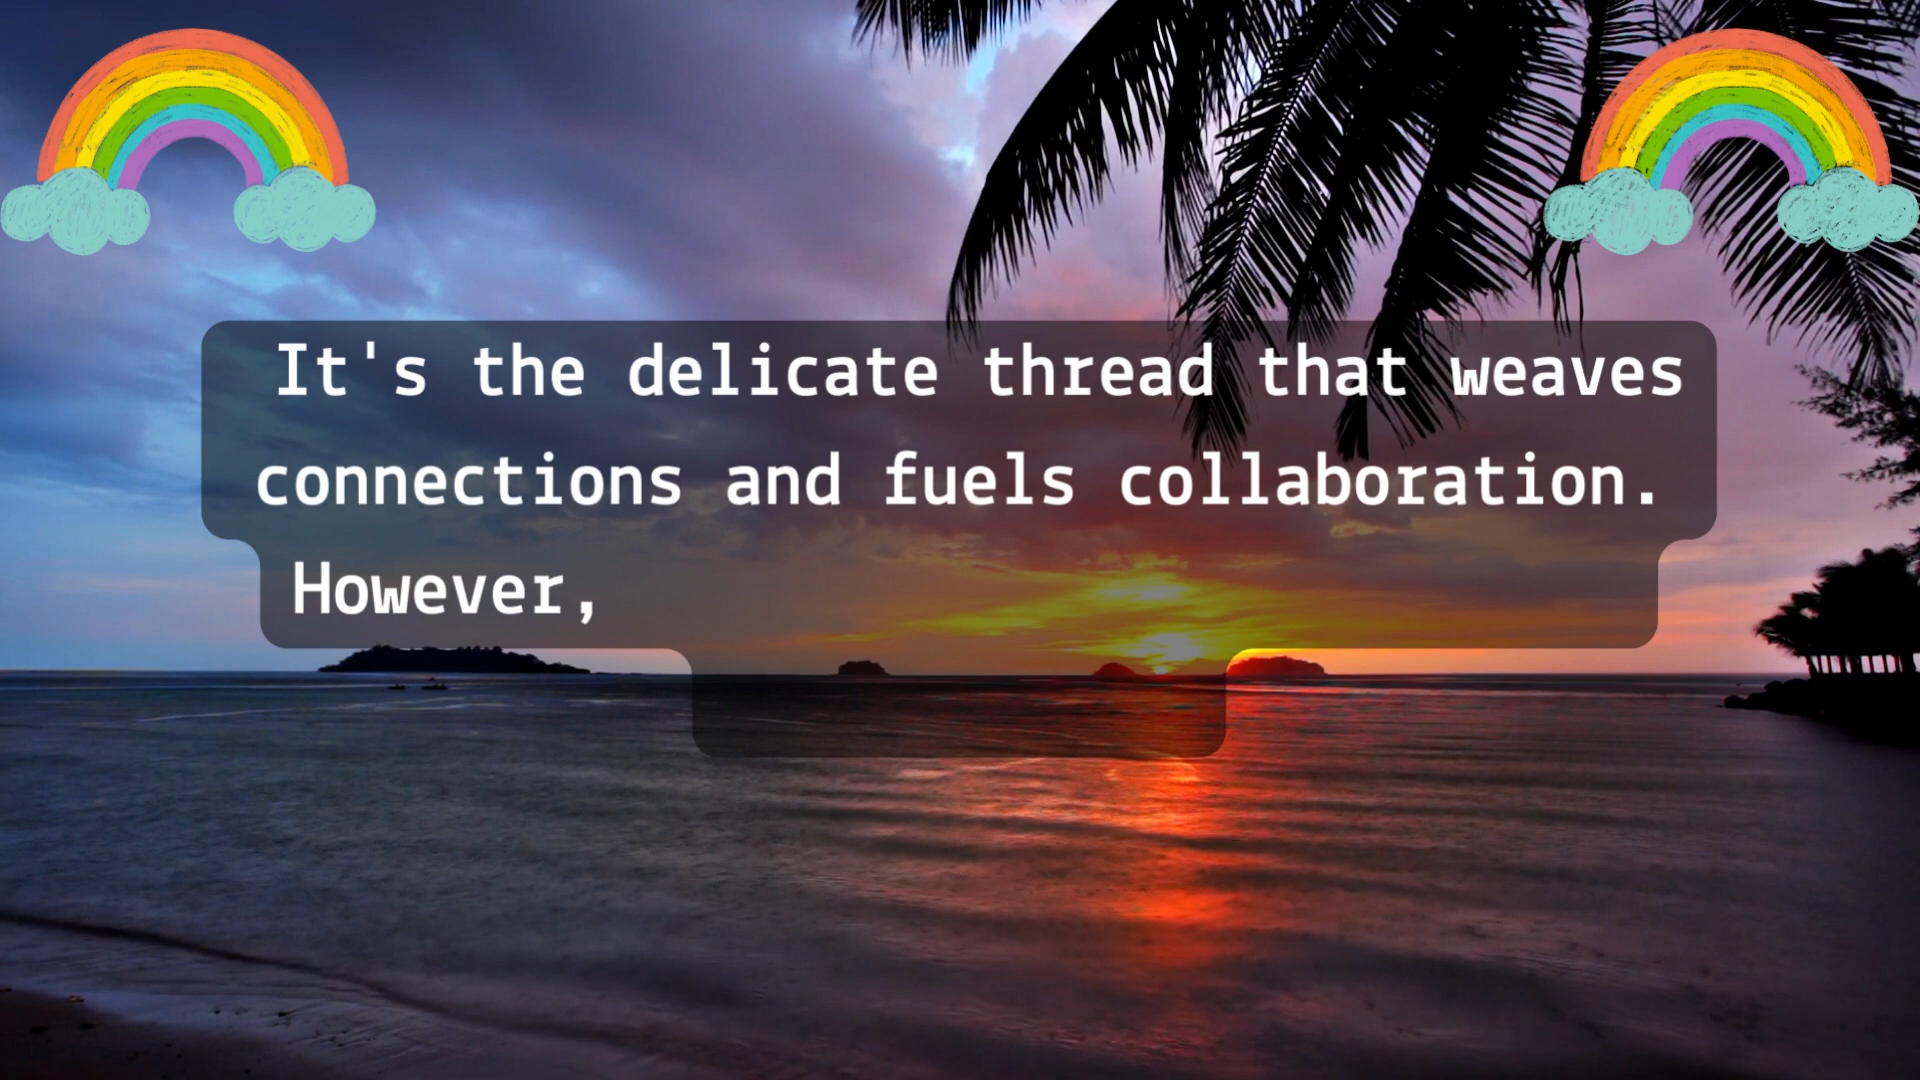 It's the delicate thread that weaves
connections and fuels collaboration.
However,